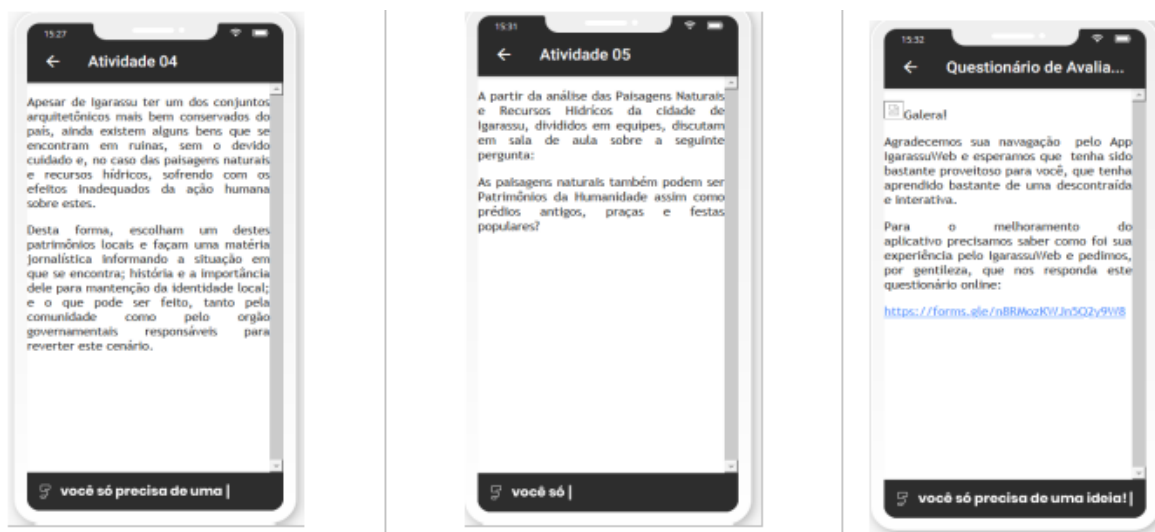 15:27
Atividade 04
Apesar de Igarassu ter um dos conjuntos
arquitetônicos mais bem conservados do
país, ainda existem alguns bens que se
encontram em ruinas, sem o devido
cuidado e, no caso das paisagens naturais
e recursos hídricos, sofrendo com os
efeitos inadequados da ação humana
sobre estes.
Desta forma, escolham um destes
patrimônios locais e façam uma matéria
jornalística informando a situação em
que se encontra; história e a importância
dele para mantenção da identidade local;
e o que pode ser feito, tanto pela
comunidade como pelo orgão
governamentais responsáveis para
reverter este cenário.
você só precisa de uma |
15:31
Atividade 05
A partir da análise das Paisagens Naturais
e Recursos Hidrícos da cidade de
Igarassu, divididos em equipes, discutam
em sala de aula sobre a seguinte
pergunta:
As paisagens naturais também podem ser
Patrimônios da Humanidade assim como
prédios antigos, praças e festas
populares?
você só |
15:32
Questionário de Avalia...
Galera!
Agradecemos sua navagação pelo App
IgarassuWeb e esperamos que tenha sido
bastante proveitoso para você, que tenha
aprendido bastante de uma descontraída
e interativa.
Para o melhoramento do
aplicativo precisamos saber como foi sua
experiência pelo IgarassuWeb e pedimos,
por gentileza, que nos responda este
questionário online:
https://forms.gle/nBRMozKWJn5Q2y9W8
você só precisa de uma ideia! |